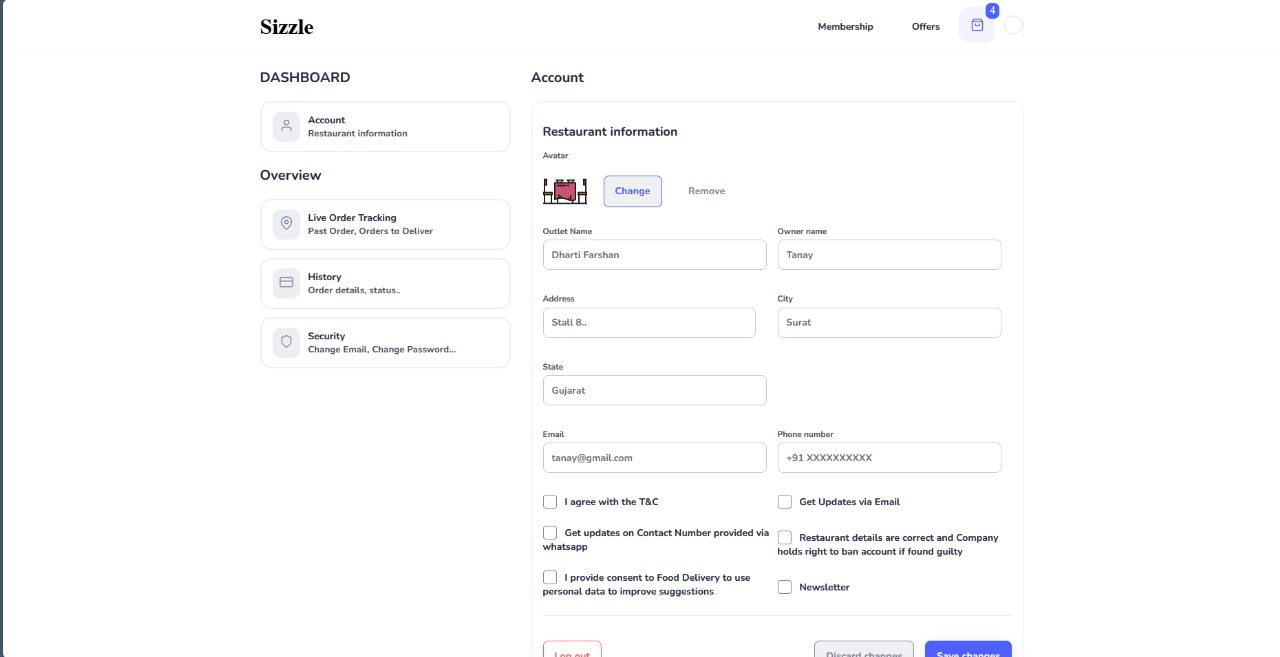 Sizzle
Membership
Offers
4
DASHBOARD
Account
Restaurant information
Overview
Live Order Tracking
Past Order, Orders to Deliver
History
Order details, status..
Security
Change Email, Change Password...
Account
Restaurant information
Avatar
Change
Remove
Outlet Name
Owner name
Dharti Farshan
Tanay
Address
City
Stall 8..
Surat
State
Gujarat
Email
Phone number
tanay@gmail.com
+91 XXXXXXXXXX
I agree with the T&C
Get Updates via Email
Get updates on Contact Number provided via
whatsapp
Restaurant details are correct and Company
holds right to ban account if found guilty
I provide consent to Food Delivery to use
personal data to improve suggestions
Newsletter
Log out
Discard changes
Save changes